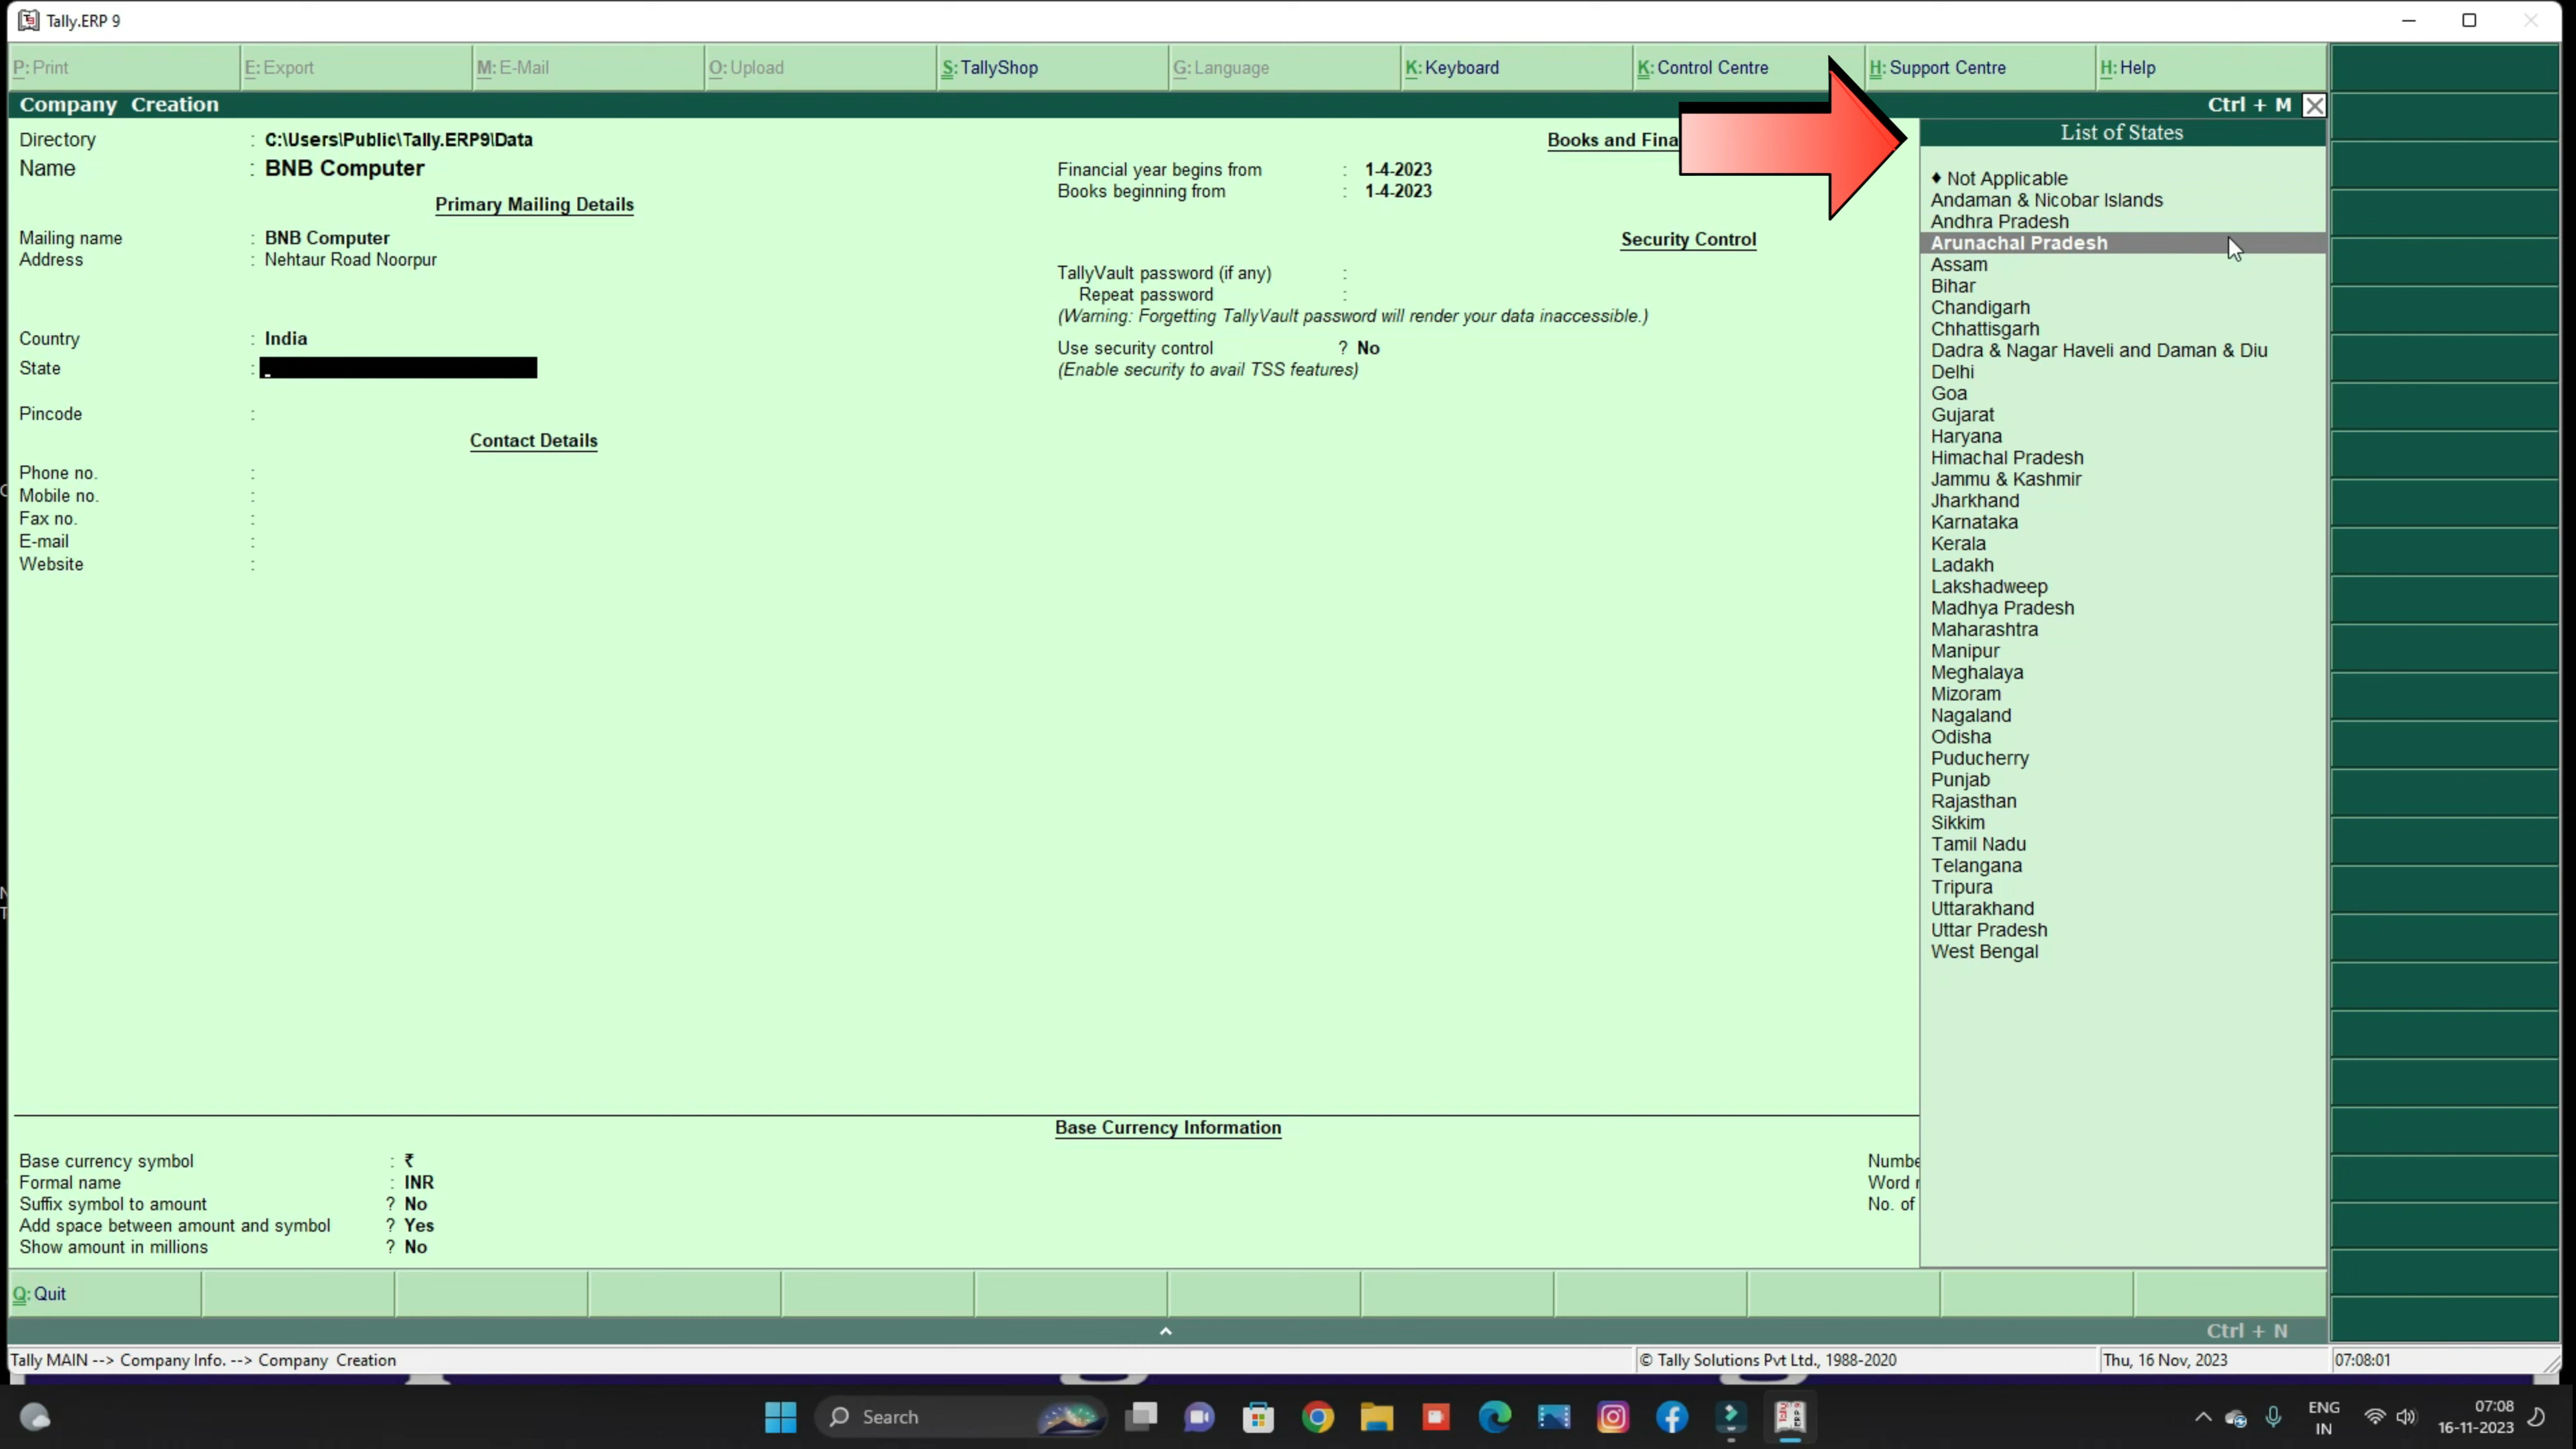 Tally.ERP 9
P: Print E: Export M: E-Mail O: Upload S: TallyShop G: Language K: Keyboard K: Control Centre H: Support Centre H: Help
Company Creation Ctrl + M
Directory : C:\Users\Public\Tally.ERP9\Data
Name : BNB Computer
Primary Mailing Details
Mailing name : BNB Computer
Address : Nehtaur Road Noorpur
Country : India
State :
Pincode :
Contact Details
Phone no. :
Mobile no. :
Fax no. :
E-mail :
Website :
Books and Fina
Financial year begins from : 1-4-2023
Books beginning from : 1-4-2023
Security Control
TallyVault password (if any) :
Repeat password :
(Warning: Forgetting TallyVault password will render your data inaccessible.)
Use security control ? No
(Enable security to avail TSS features)
List of States
♦ Not Applicable
Andaman & Nicobar Islands
Andhra Pradesh
Arunachal Pradesh
Assam
Bihar
Chandigarh
Chhattisgarh
Dadra & Nagar Haveli and Daman & Diu
Delhi
Goa
Gujarat
Haryana
Himachal Pradesh
Jammu & Kashmir
Jharkhand
Karnataka
Kerala
Ladakh
Lakshadweep
Madhya Pradesh
Maharashtra
Manipur
Meghalaya
Mizoram
Nagaland
Odisha
Puducherry
Punjab
Rajasthan
Sikkim
Tamil Nadu
Telangana
Tripura
Uttarakhand
Uttar Pradesh
West Bengal
Base Currency Information
Base currency symbol : ₹
Formal name : INR
Suffix symbol to amount ? No
Add space between amount and symbol ? Yes
Show amount in millions ? No
Numbe
Word r
No. of
Q: Quit
Ctrl + N
Tally MAIN --> Company Info. --> Company Creation © Tally Solutions Pvt Ltd., 1988-2020 Thu, 16 Nov, 2023 07:08:01
Search
ENG
IN
07:08
16-11-2023